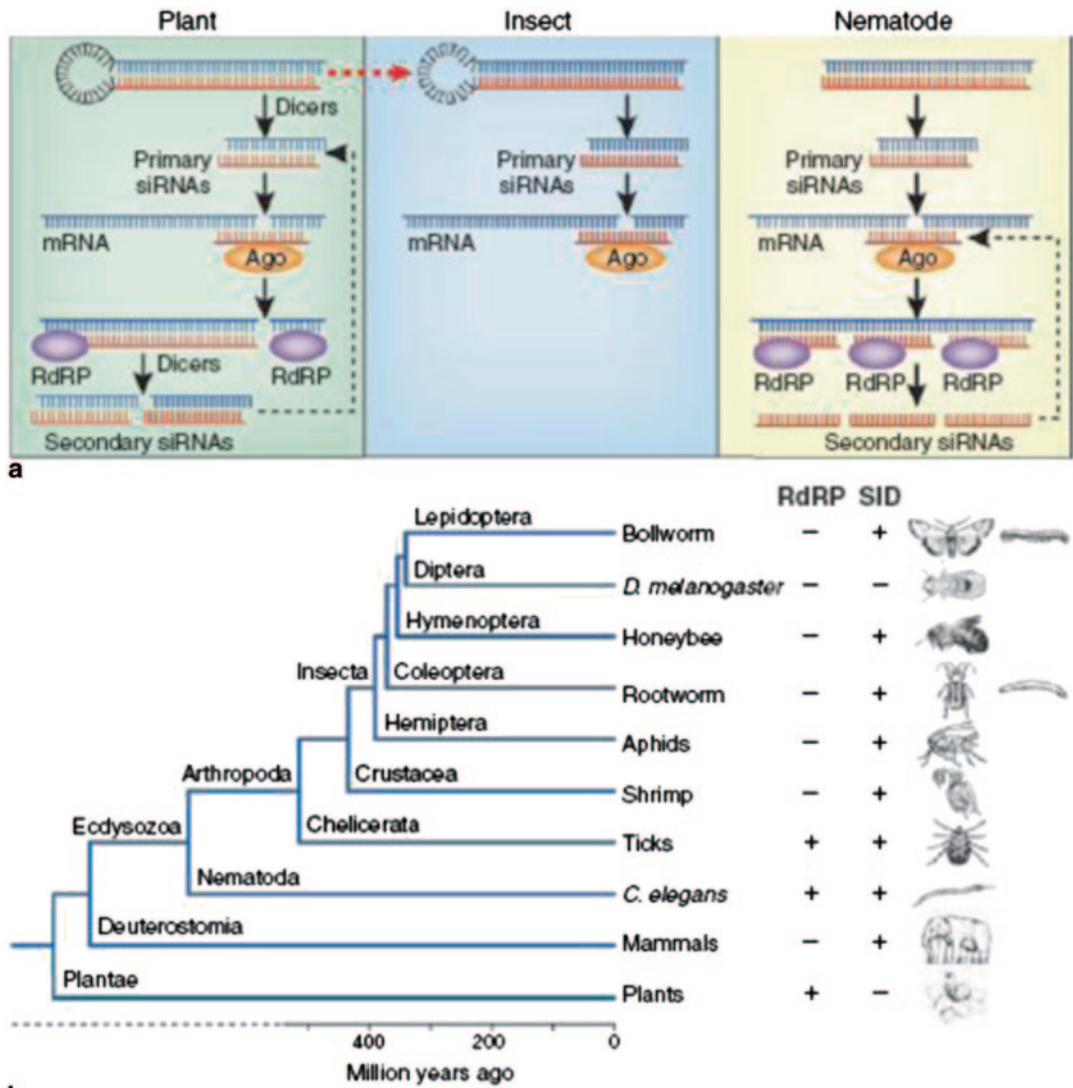 Plant
Insect
Nematode
Dicers
Primary
siRNAs
mRNA
Ago
RdRP
Dicers
RdRP
Secondary siRNAs
Primary
siRNAs
mRNA
Ago
Primary
siRNAs
mRNA
Ago
RdRP
RdRP
RdRP
Secondary siRNAs
a
RdRP SID
Lepidoptera
Bollworm − +
Diptera
D. melanogaster − −
Hymenoptera
Honeybee − +
Insecta
Coleoptera
Rootworm − +
Hemiptera
Aphids − +
Arthropoda
Crustacea
Shrimp − +
Ecdysozoa
Chelicerata
Ticks + +
Nematoda
C. elegans + +
Deuterostomia
Mammals − +
Plantae
Plants + −
400 200 0
Million years ago